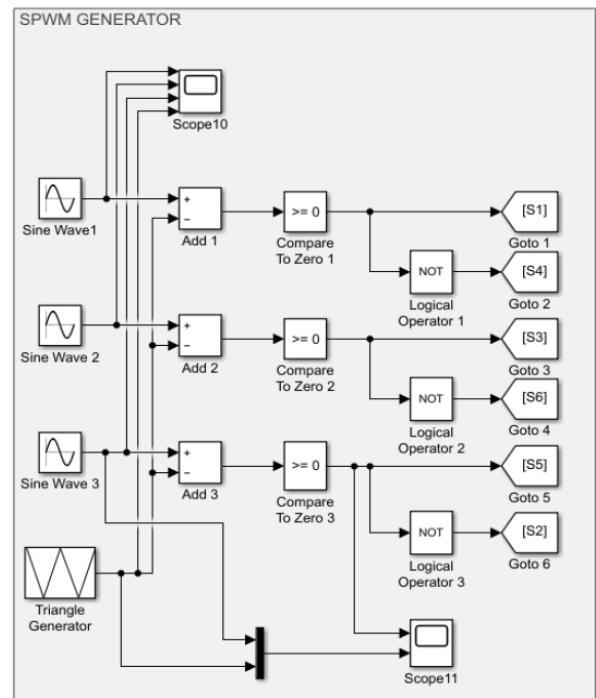 SPWM GENERATOR
Scope10
Sine Wave1
+
−
Add 1
>= 0
Compare
To Zero 1
[S1]
Goto 1
NOT
Logical
Operator 1
[S4]
Goto 2
Sine Wave 2
+
−
Add 2
>= 0
Compare
To Zero 2
[S3]
Goto 3
NOT
Logical
Operator 2
[S6]
Goto 4
Sine Wave 3
+
−
Add 3
>= 0
Compare
To Zero 3
[S5]
Goto 5
NOT
Logical
Operator 3
[S2]
Goto 6
Triangle
Generator
Scope11